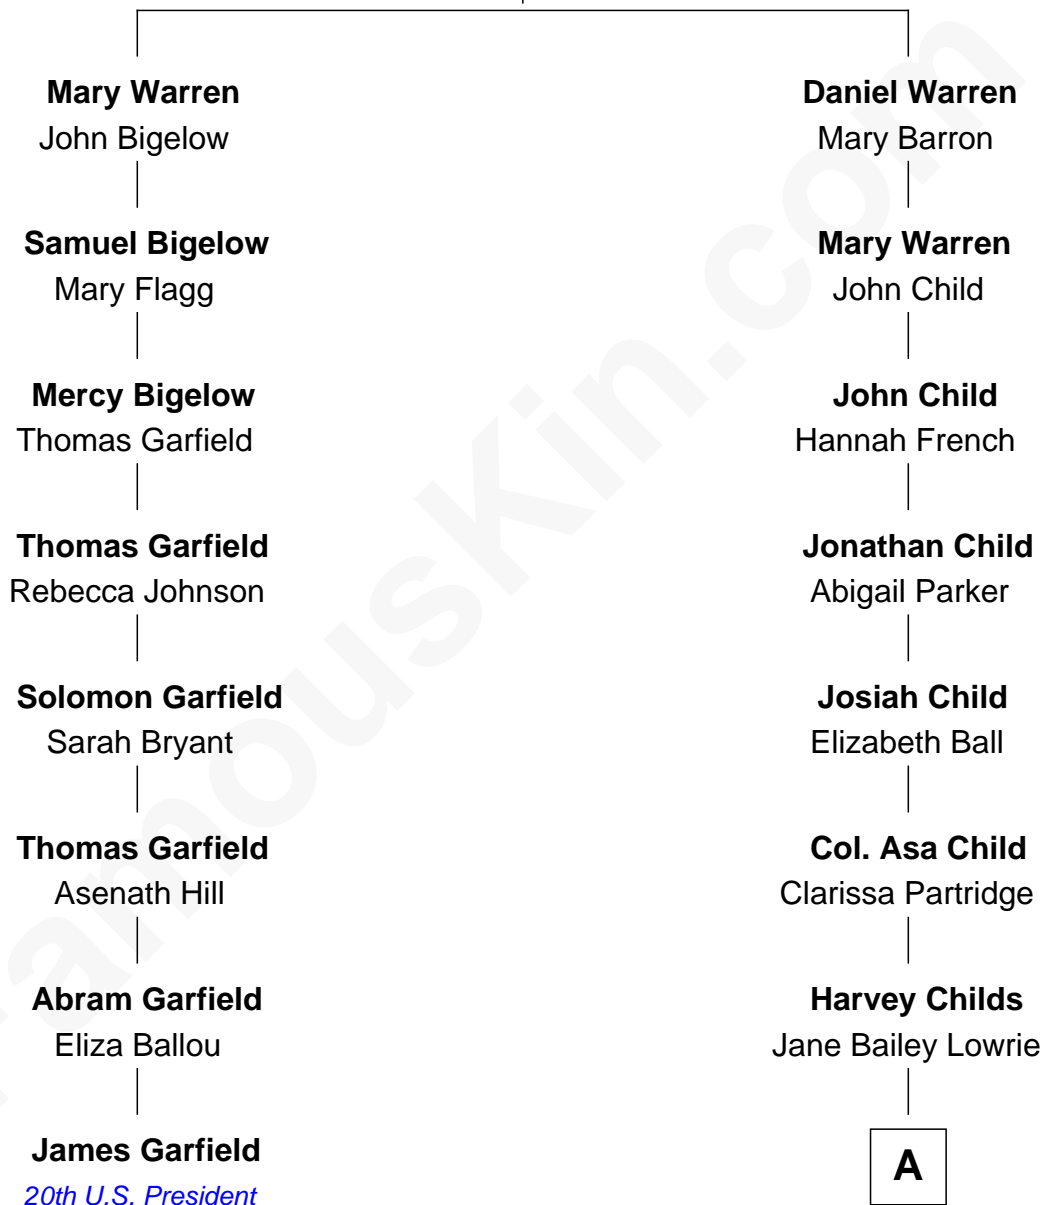 Mary Warren
John Bigelow
Daniel Warren
Mary Barron
Samuel Bigelow
Mary Flagg
Mary Warren
John Child
Mercy Bigelow
Thomas Garfield
John Child
Hannah French
Thomas Garfield
Rebecca Johnson
Jonathan Child
Abigail Parker
Solomon Garfield
Sarah Bryant
Josiah Child
Elizabeth Ball
Thomas Garfield
Asenath Hill
Col. Asa Child
Clarissa Partridge
Abram Garfield
Eliza Ballou
Harvey Childs
Jane Bailey Lowrie
James Garfield
20th U.S. President
A
FamousKin.com